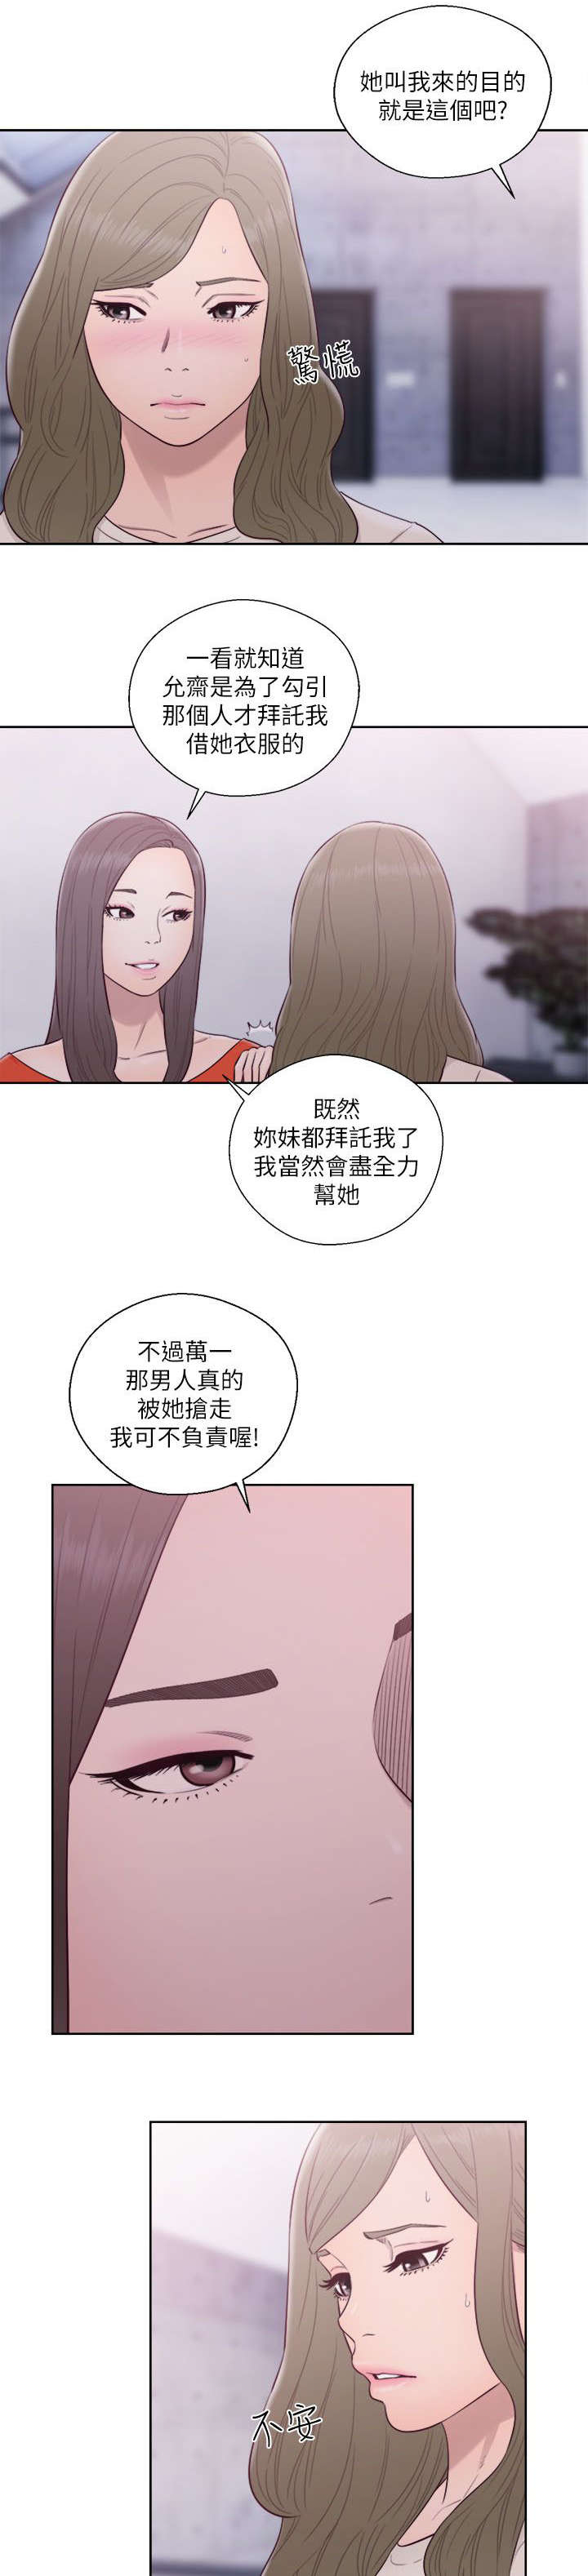 她叫我來的目的
就是這個吧?
驚慌
一看就知道
允齋是為了勾引
那個人才拜託我
借她衣服的
既然
妳妹都拜託我了
我當然會盡全力
幫她
不過萬一
那男人真的
被她搶走
我可不負責喔!
不安